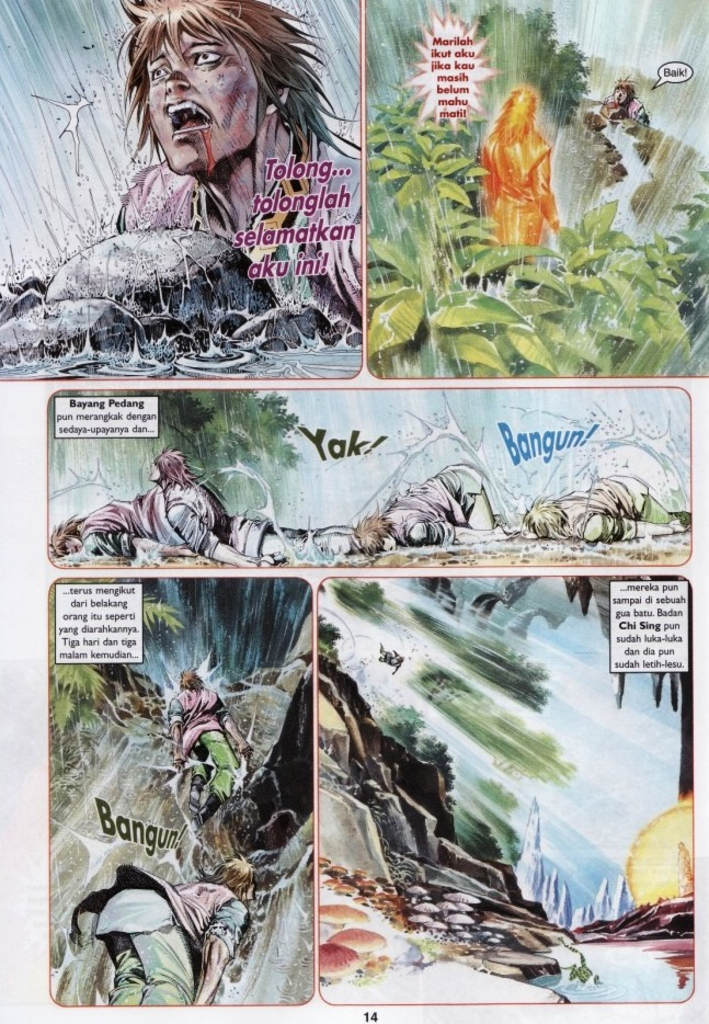 Tolong...
tolonglah
selamatkan
aku ini!
Marilah
ikut aku
jika kau
masih
belum
mahu
mati!
Baik!
Bayang Pedang
pun merangkak dengan
sedaya-upayanya dan...
Yak!
Bangun!
...terus mengikut
dari belakang
orang itu seperti
yang diarahkannya.
Tiga hari dan tiga
malam kemudian...
Bangun!
...mereka pun
sampai di sebuah
gua batu. Badan
Chi Sing pun
sudah luka-luka
dan dia pun
sudah letih-lesu.
14